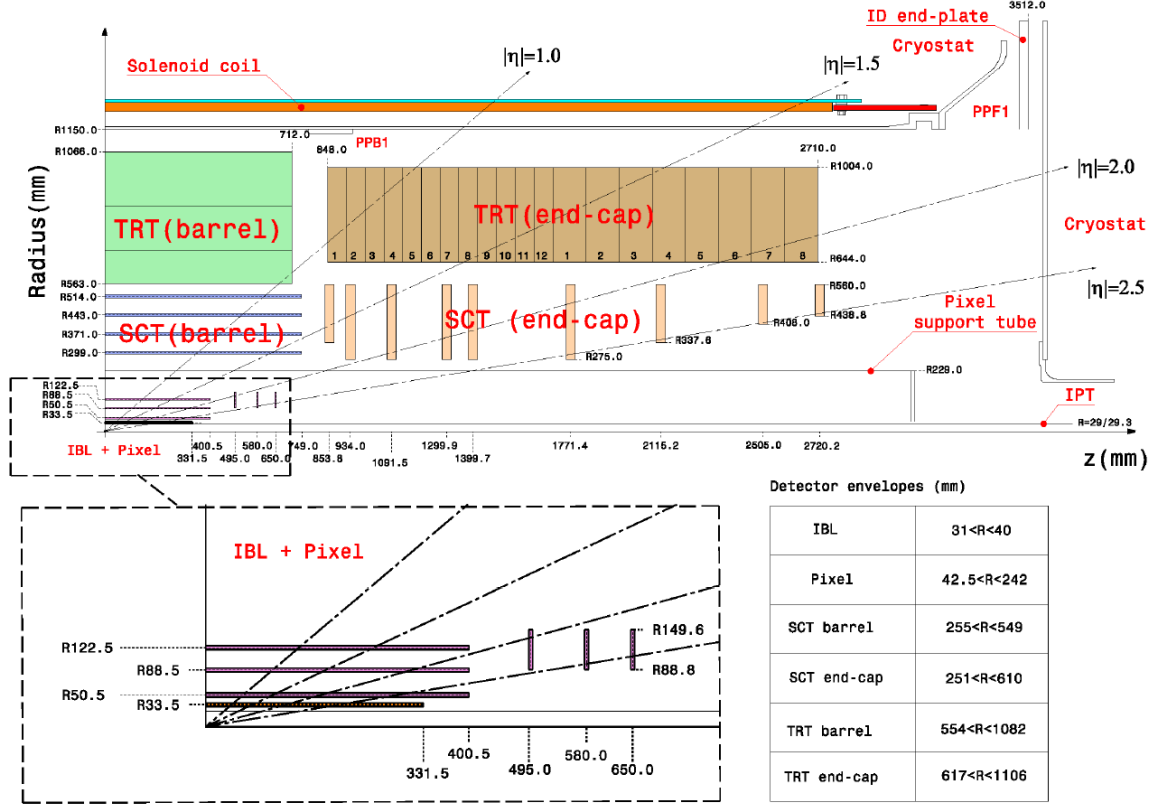 3512.0
ID end-plate
Cryostat
|η|=1.0
|η|=1.5
Solenoid coil
PPF1
R1150.0
712.0
PPB1
848.0
2710.0
R1066.0
R1004.0
|η|=2.0
Radius(mm)
TRT(barrel)
TRT(end-cap)
Cryostat
1 2 3 4 5 6 7 8 9 10 11 12 1 2 3 4 5 6 7 8
R644.0
R563.0
R560.0
|η|=2.5
R514.0
R443.0
SCT(barrel)
SCT (end-cap)
Pixel
support tube
R438.8
R408.0
R371.0
R337.6
R299.0
R275.0
R229.0
R122.5
R88.5
R50.5
R33.5
IPT
R=29/29.3
IBL + Pixel
400.5 580.0 749.0 934.0 1299.9 1771.4 2116.2 2606.0
331.5 495.0 650.0 853.8 1091.5 1399.7 2720.2
z(mm)
Detector envelopes (mm)
IBL 31<R<40
Pixel 42.5<R<242
SCT barrel 255<R<549
SCT end-cap 251<R<610
TRT barrel 554<R<1082
TRT end-cap 617<R<1106
IBL + Pixel
R122.5
R88.5
R50.5
R33.5
R149.6
R88.8
400.5
331.5
495.0
580.0
650.0